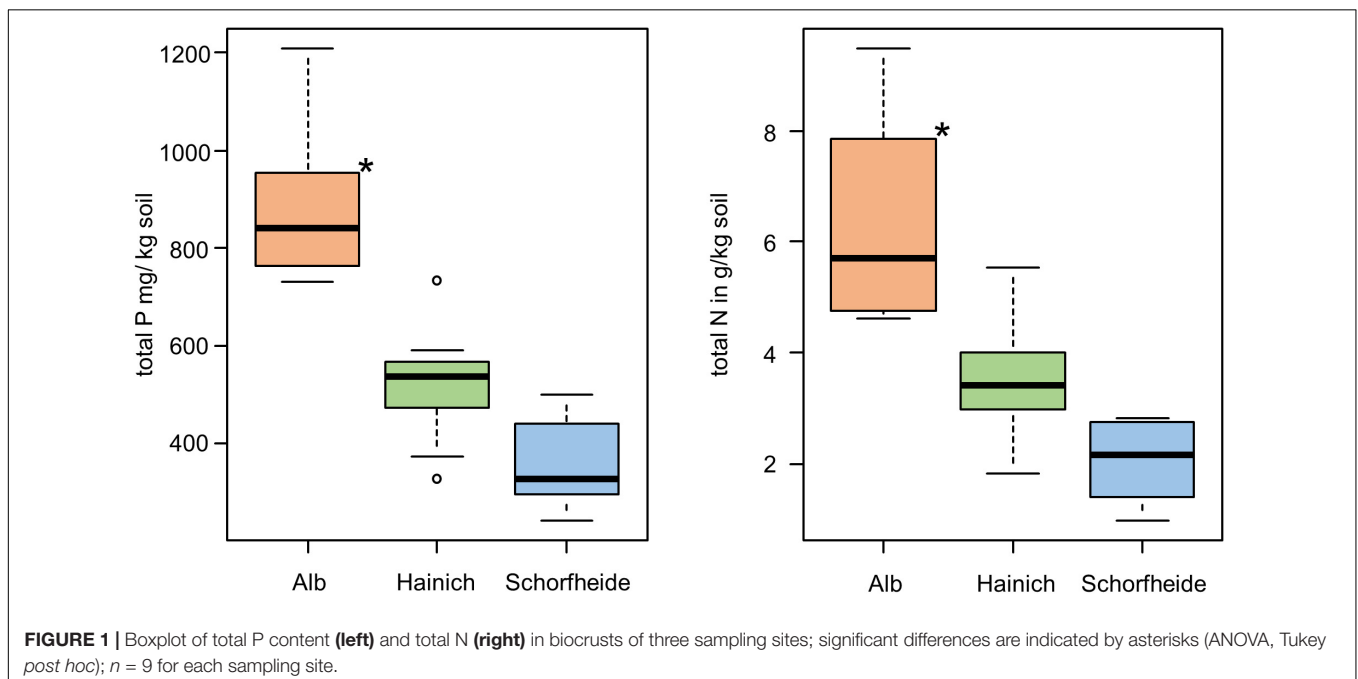 total P mg/ kg soil
1200
1000
800
600
400
*
Alb
Hainich
Schorfheide
total N in g/kg soil
8
6
4
2
*
Alb
Hainich
Schorfheide
FIGURE 1 | Boxplot of total P content (left) and total N (right) in biocrusts of three sampling sites; significant differences are indicated by asterisks (ANOVA, Tukey
post hoc); n = 9 for each sampling site.